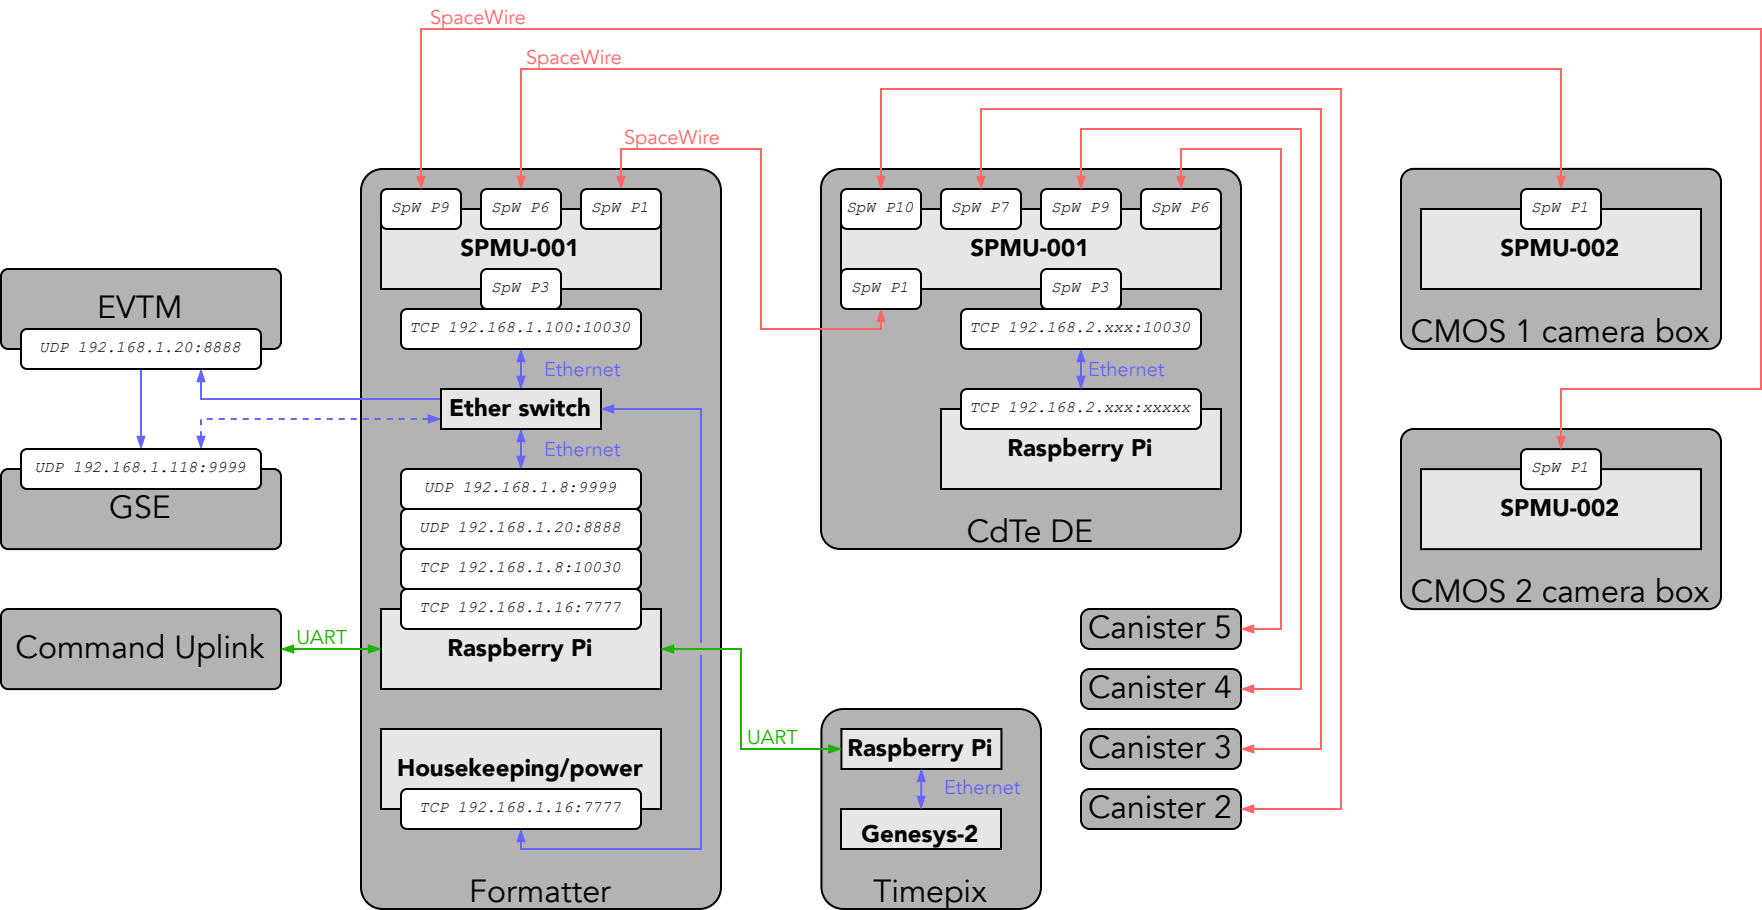 SpaceWire
SpaceWire
SpaceWire
SpW P9
SpW P6
SpW P1
SPMU-001
SpW P3
TCP 192.168.1.100:10030
Ethernet
Ether switch
Ethernet
UDP 192.168.1.8:9999
UDP 192.168.1.20:8888
TCP 192.168.1.8:10030
TCP 192.168.1.16:7777
Raspberry Pi
Housekeeping/power
TCP 192.168.1.16:7777
Formatter
EVTM
UDP 192.168.1.20:8888
UDP 192.168.1.118:9999
GSE
Command Uplink
UART
SpW P10
SpW P7
SpW P9
SpW P6
SPMU-001
SpW P1
SpW P3
TCP 192.168.2.xxx:10030
Ethernet
TCP 192.168.2.xxx:xxxxx
Raspberry Pi
CdTe DE
SpW P1
SPMU-002
CMOS 1 camera box
SpW P1
SPMU-002
CMOS 2 camera box
Canister 5
Canister 4
Canister 3
Canister 2
UART
Raspberry Pi
Ethernet
Genesys-2
Timepix